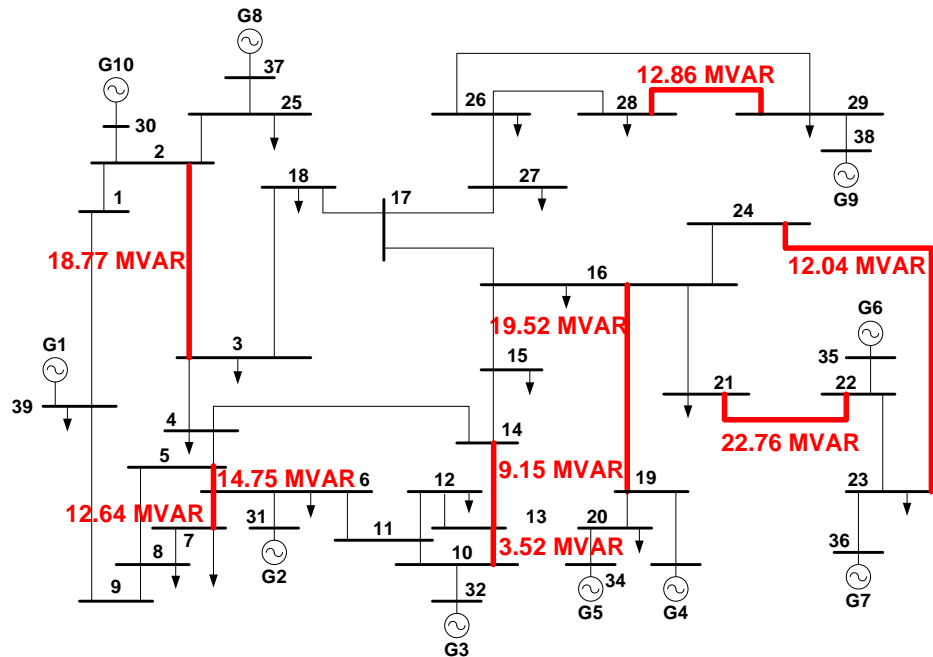 G8
G10
37
25
12.86 MVAR
26
28
29
30
2
38
18
27
17
G9
1
24
18.77 MVAR
16
12.04 MVAR
19.52 MVAR
G6
G1
3
15
35
21
22
39
4
14
22.76 MVAR
5
14.75 MVAR
6
12
9.15 MVAR
19
23
12.64 MVAR
7
31
11
13
20
8
10
3.52 MVAR
36
9
G2
32
34
G5
G4
G7
G3